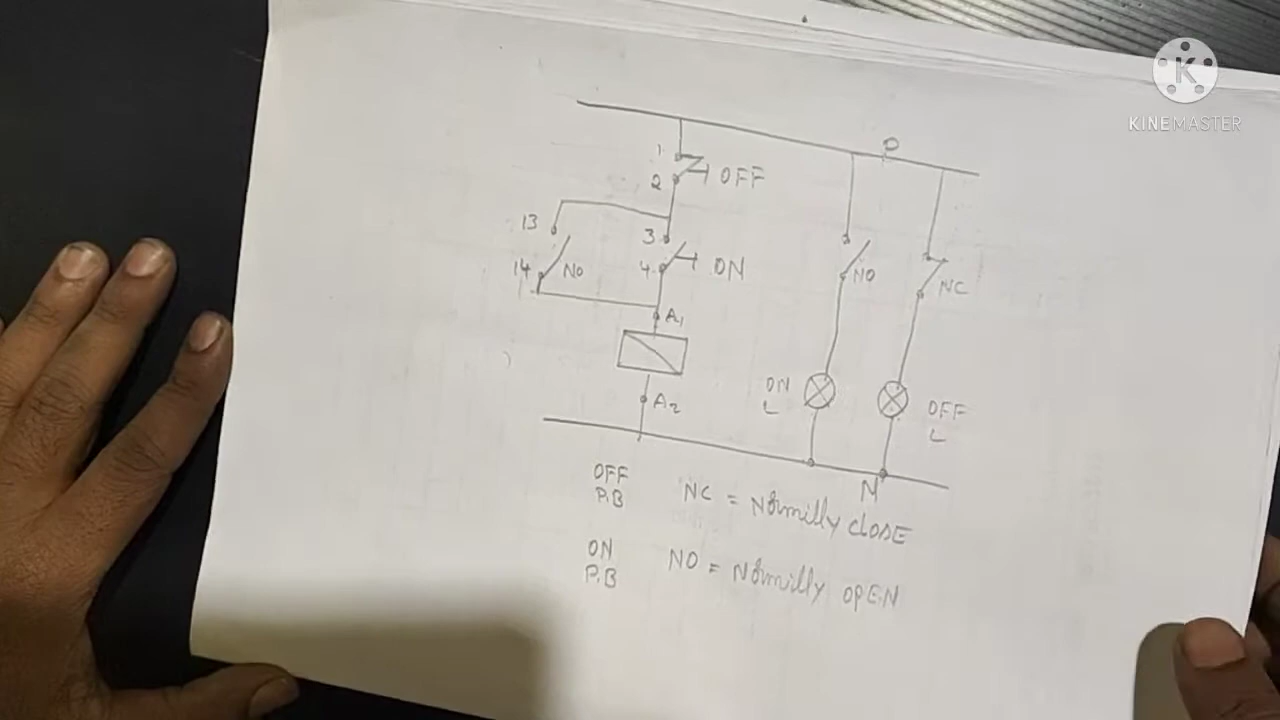 K
KINEMASTER
P
1
2 OFF
13 3
14 NO 4 ON
NO NC
A1
ON
L
OFF
L
A2
N
OFF
P.B NC = Normilly CLOSE
ON
P.B NO = Normilly OPEN